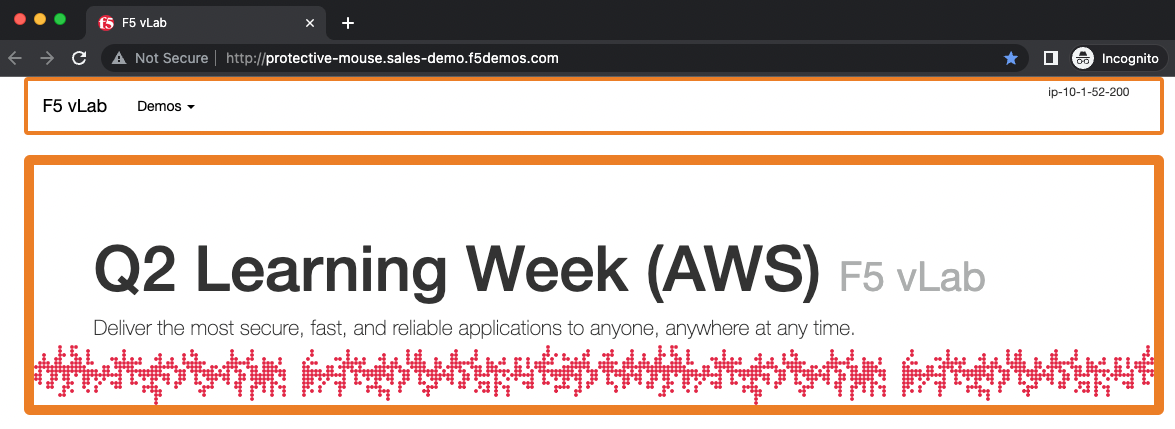 f5 F5 vLab
Not Secure http://protective-mouse.sales-demo.f5demos.com Incognito
ip-10-1-52-200
F5 vLab Demos
Q2 Learning Week (AWS) F5 vLab
Deliver the most secure, fast, and reliable applications to anyone, anywhere at any time.